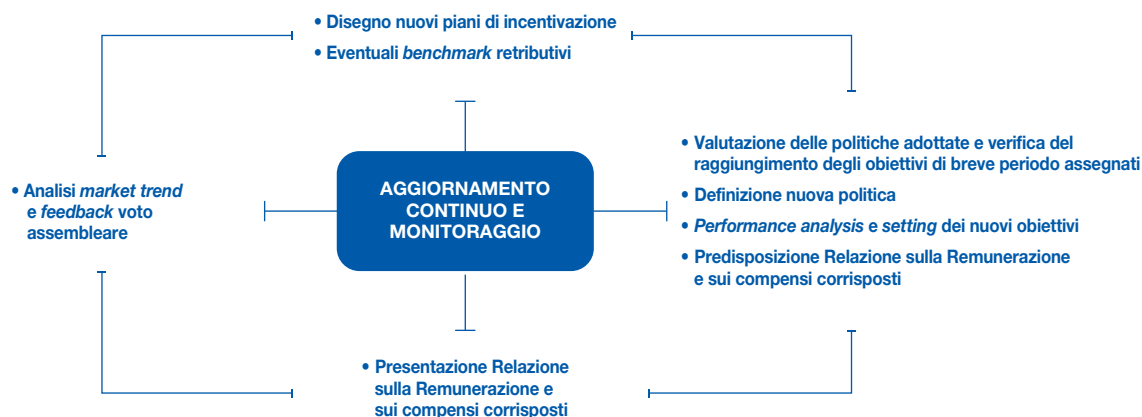 • Disegno nuovi piani di incentivazione
• Eventuali benchmark retributivi
• Valutazione delle politiche adottate e verifica del
raggiungimento degli obiettivi di breve periodo assegnati
• Definizione nuova politica
• Performance analysis e setting dei nuovi obiettivi
• Predisposizione Relazione sulla Remunerazione
e sui compensi corrisposti
• Presentazione Relazione
sulla Remunerazione e
sui compensi corrisposti
• Analisi market trend
e feedback voto
assembleare
AGGIORNAMENTO
CONTINUO E
MONITORAGGIO